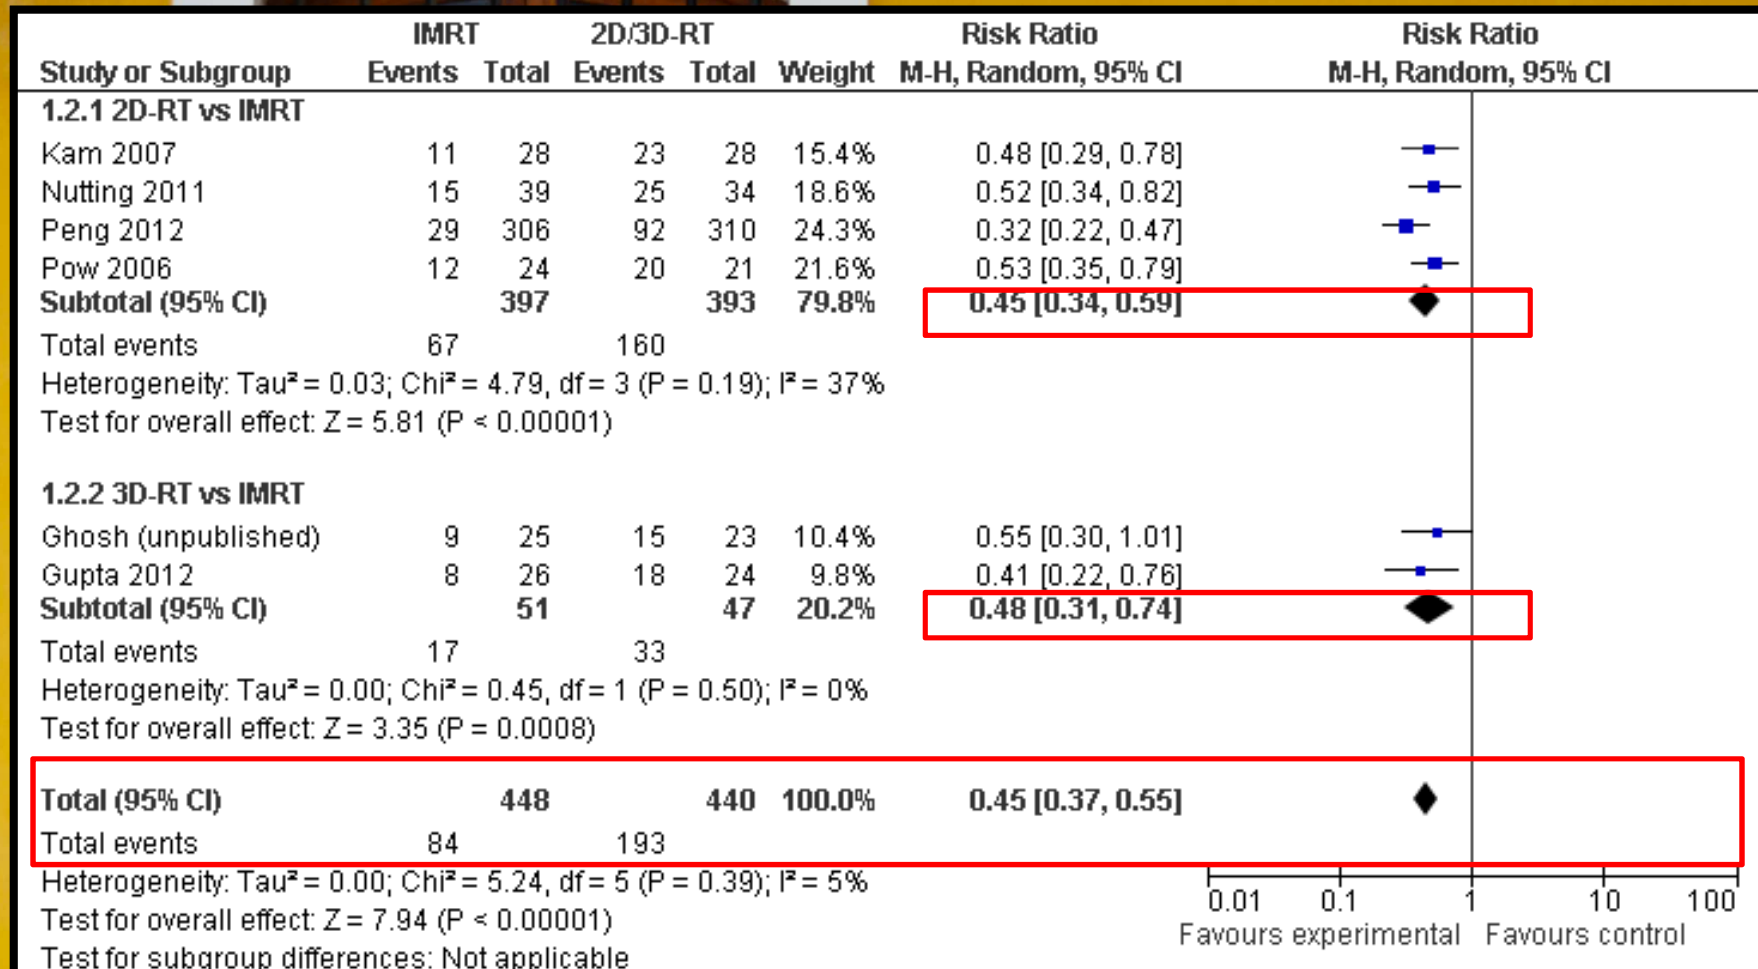 IMRT 2D/3D-RT Risk Ratio Risk Ratio
Study or Subgroup Events Total Events Total Weight M-H, Random, 95% CI M-H, Random, 95% CI
1.2.1 2D-RT vs IMRT
Kam 2007 11 28 23 28 15.4% 0.48 [0.29, 0.78]
Nutting 2011 15 39 25 34 18.6% 0.52 [0.34, 0.82]
Peng 2012 29 306 92 310 24.3% 0.32 [0.22, 0.47]
Pow 2006 12 24 20 21 21.6% 0.53 [0.35, 0.79]
Subtotal (95% CI) 397 393 79.8% 0.45 [0.34, 0.59]
Total events 67 160
Heterogeneity: Tau² = 0.03; Chi² = 4.79, df = 3 (P = 0.19); I² = 37%
Test for overall effect: Z = 5.81 (P < 0.00001)
1.2.2 3D-RT vs IMRT
Ghosh (unpublished) 9 25 15 23 10.4% 0.55 [0.30, 1.01]
Gupta 2012 8 26 18 24 9.8% 0.41 [0.22, 0.76]
Subtotal (95% CI) 51 47 20.2% 0.48 [0.31, 0.74]
Total events 17 33
Heterogeneity: Tau² = 0.00; Chi² = 0.45, df = 1 (P = 0.50); I² = 0%
Test for overall effect: Z = 3.35 (P = 0.0008)
Total (95% CI) 448 440 100.0% 0.45 [0.37, 0.55]
Total events 84 193
Heterogeneity: Tau² = 0.00; Chi² = 5.24, df = 5 (P = 0.39); I² = 5%
Test for overall effect: Z = 7.94 (P < 0.00001)
Test for subgroup differences: Not applicable
0.01 0.1 1 10 100
Favours experimental Favours control